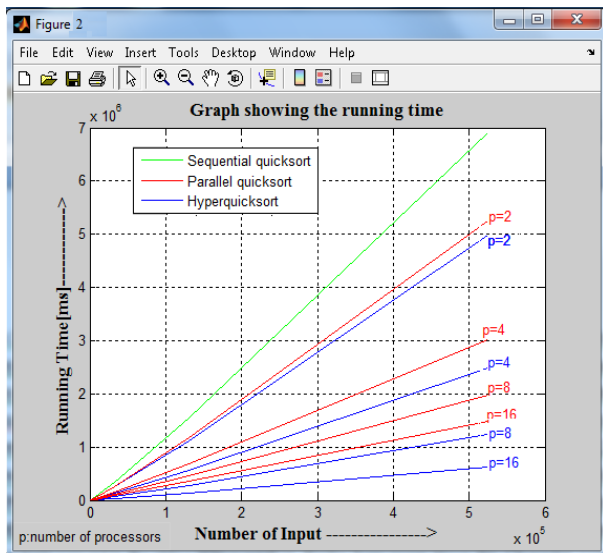 Figure 2
File Edit View Insert Tools Desktop Window Help
Graph showing the running time
x 10^6
7
6
5
4
3
2
1
0
Running Time[ms]------------->
Sequential quicksort
Parallel quicksort
Hyperquicksort
p=2
p=2
p=4
p=4
p=8
p=16
p=8
p=16
0 1 2 3 4 5 6
x 10^5
Number of Input ---------------->
p:number of processors